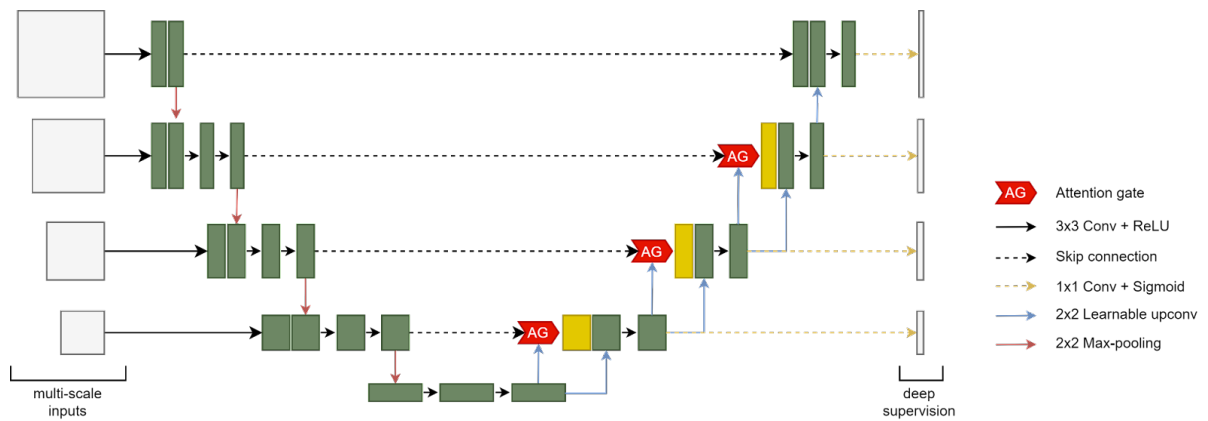 AG
AG
AG
AG
Attention gate
3x3 Conv + ReLU
Skip connection
1x1 Conv + Sigmoid
2x2 Learnable upconv
2x2 Max-pooling
multi-scale
inputs
deep
supervision